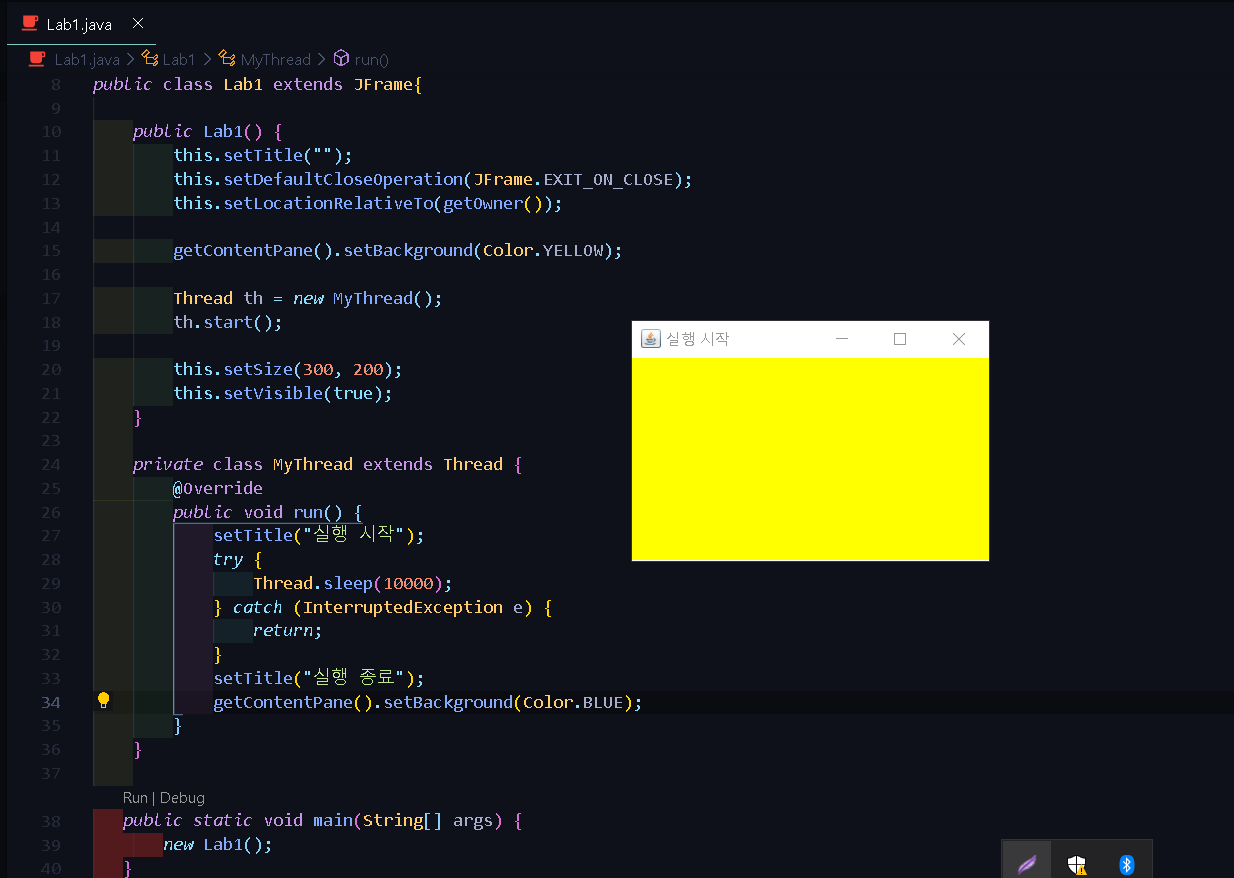 Lab1.java
Lab1.java > Lab1 > MyThread > run()
8 public class Lab1 extends JFrame{
9
10 public Lab1() {
11 this.setTitle("");
12 this.setDefaultCloseOperation(JFrame.EXIT_ON_CLOSE);
13 this.setLocationRelativeTo(getOwner());
14
15 getContentPane().setBackground(Color.YELLOW);
16
17 Thread th = new MyThread();
18 th.start();
19
20 this.setSize(300, 200);
21 this.setVisible(true);
22 }
23
24 private class MyThread extends Thread {
25 @Override
26 public void run() {
27 setTitle("실행 시작");
28 try {
29 Thread.sleep(10000);
30 } catch (InterruptedException e) {
31 return;
32 }
33 setTitle("실행 종료");
34 getContentPane().setBackground(Color.BLUE);
35 }
36 }
37
Run | Debug
38 public static void main(String[] args) {
39 new Lab1();
40 }
실행 시작